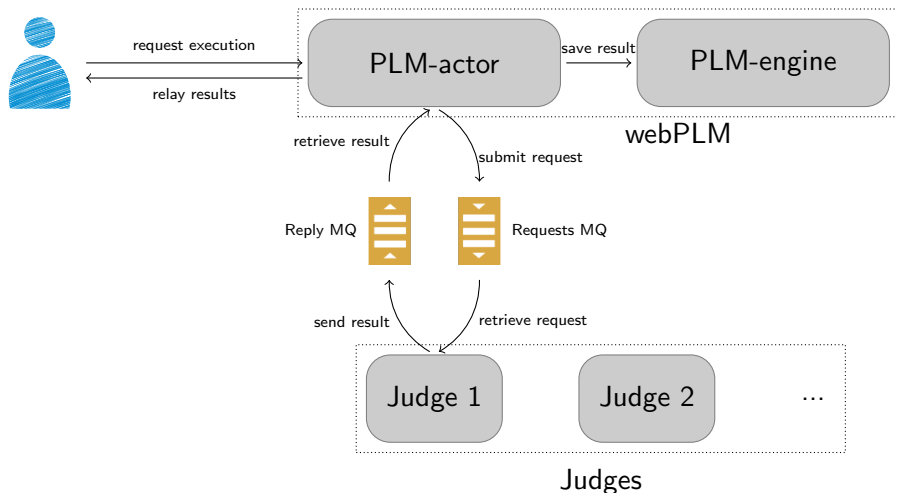 request execution
relay results
PLM-actor
save result
PLM-engine
webPLM
retrieve result
submit request
Reply MQ
Requests MQ
send result
retrieve request
Judge 1
Judge 2
...
Judges